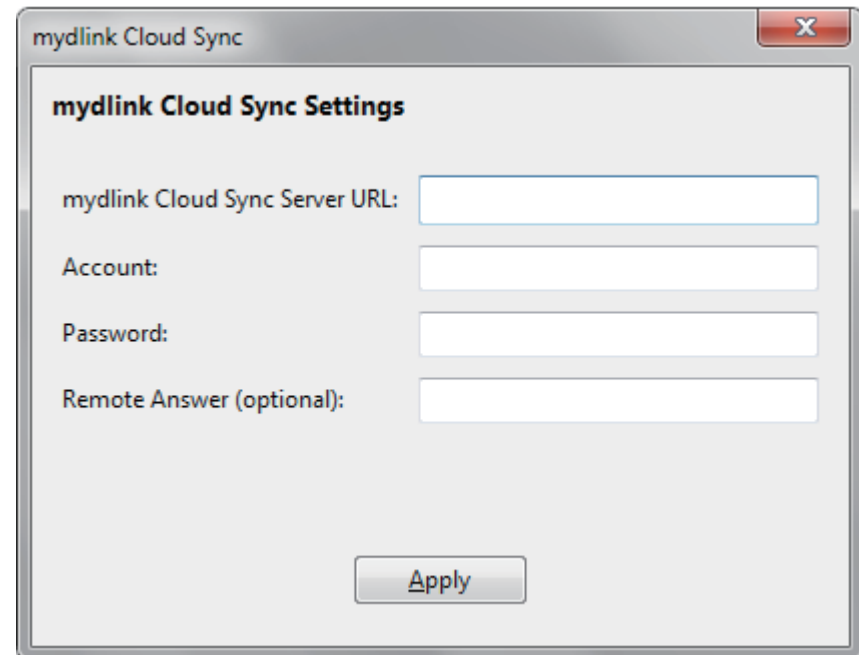 mydlink Cloud Sync
mydlink Cloud Sync Settings
mydlink Cloud Sync Server URL:
Account:
Password:
Remote Answer (optional):
Apply